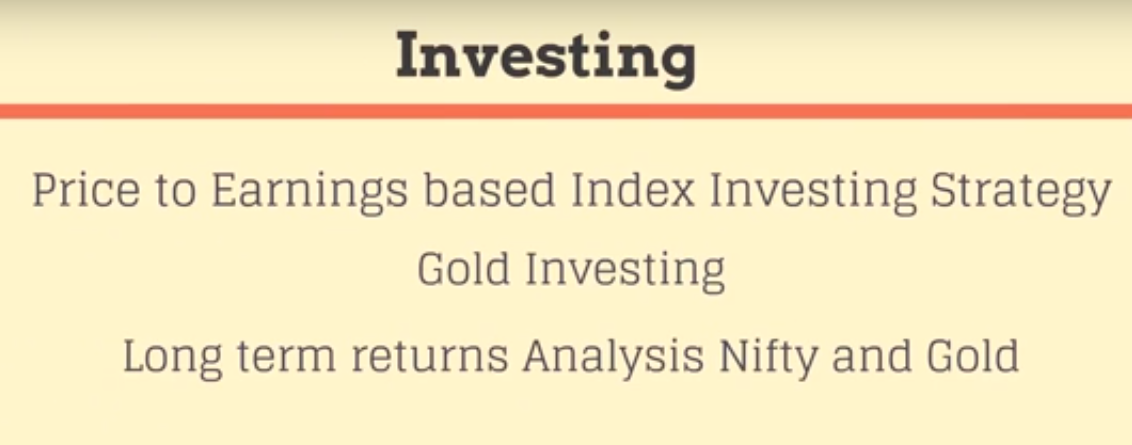 Investing
Price to Earnings based Index Investing Strategy
Gold Investing
Long term returns Analysis Nifty and Gold